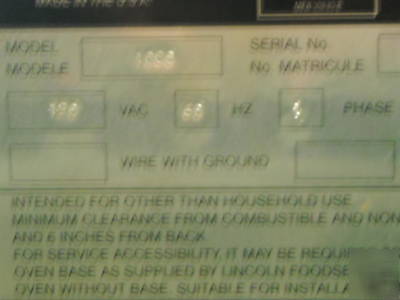 MADE IN THE U.S.A.
MODEL SERIAL No
MODELE No. MATRICULE
VAC 60 HZ PHASE
WIRE WITH GROUND
INTENDED FOR OTHER THAN HOUSEHOLD USE
MINIMUM CLEARANCE FROM COMBUSTIBLE AND NON
AND 6 INCHES FROM BACK
FOR SERVICE ACCESSIBILITY, IT MAY BE REQUIRED
OVEN BASE AS SUPPLIED BY LINCOLN FOODSE
OVEN WITHOUT BASE. SUITABLE FOR INSTALLA